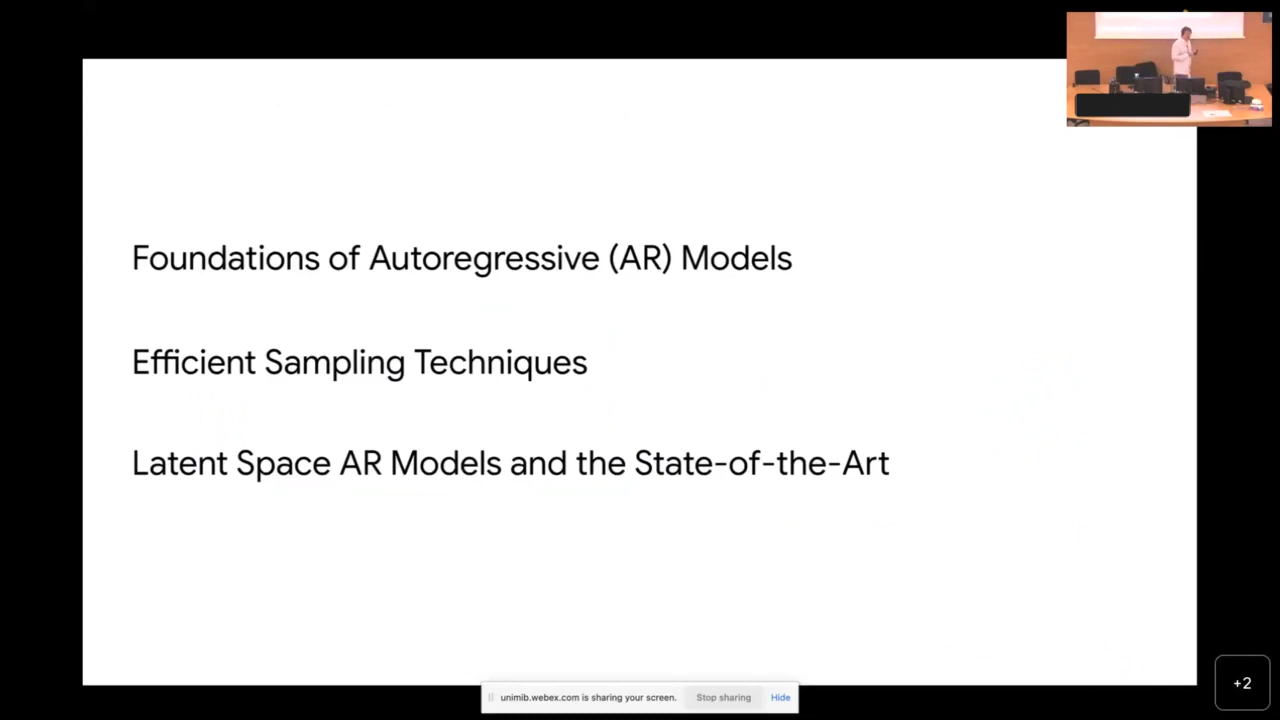 Foundations of Autoregressive (AR) Models
Efficient Sampling Techniques
Latent Space AR Models and the State-of-the-Art
unimib.webex.com is sharing your screen. Stop sharing Hide
+2